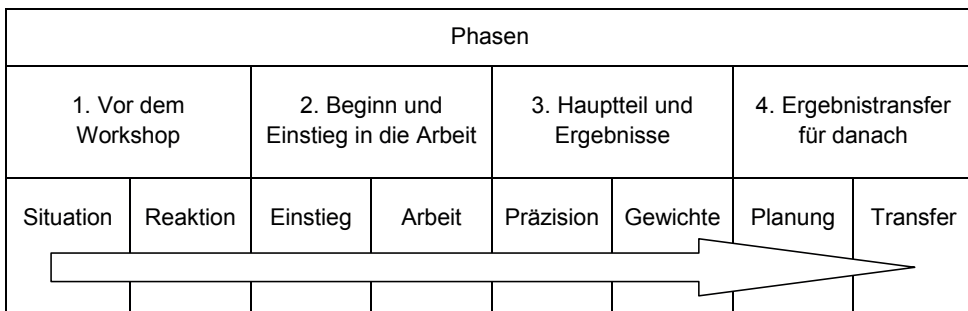 Phasen
1. Vor dem
Workshop
2. Beginn und
Einstieg in die Arbeit
3. Hauptteil und
Ergebnisse
4. Ergebnistransfer
für danach
Situation
Reaktion
Einstieg
Arbeit
Präzision
Gewichte
Planung
Transfer